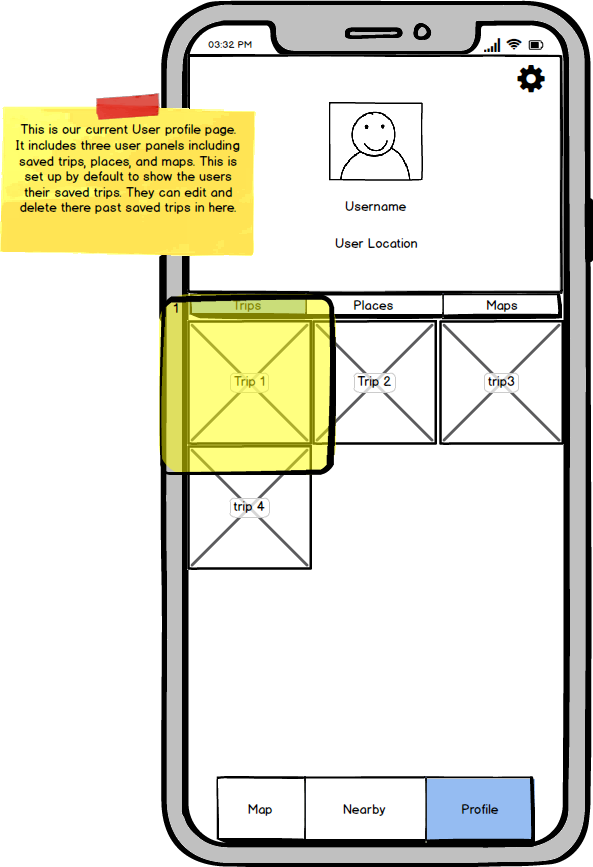 03:32 PM
This is our current User profile page.
It includes three user panels including
saved trips, places, and maps. This is
set up by default to show the users
their saved trips. They can edit and
delete there past saved trips in here.
Username
User Location
1
Trips Places Maps
Trip 1 Trip 2 trip3
trip 4
Map Nearby Profile